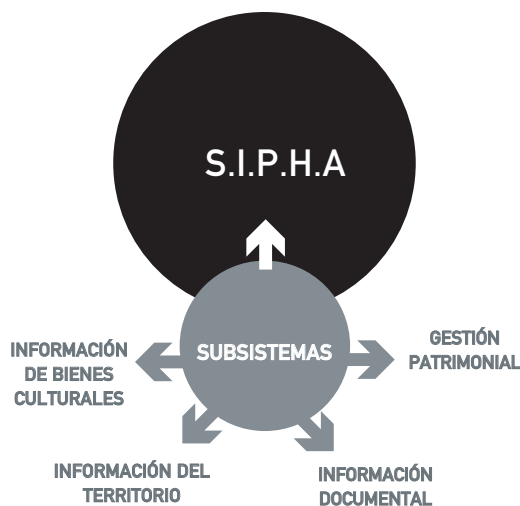 S.I.P.H.A
SUBSISTEMAS
INFORMACIÓN
DE BIENES
CULTURALES
GESTIÓN
PATRIMONIAL
INFORMACIÓN DEL
TERRITORIO
INFORMACIÓN
DOCUMENTAL